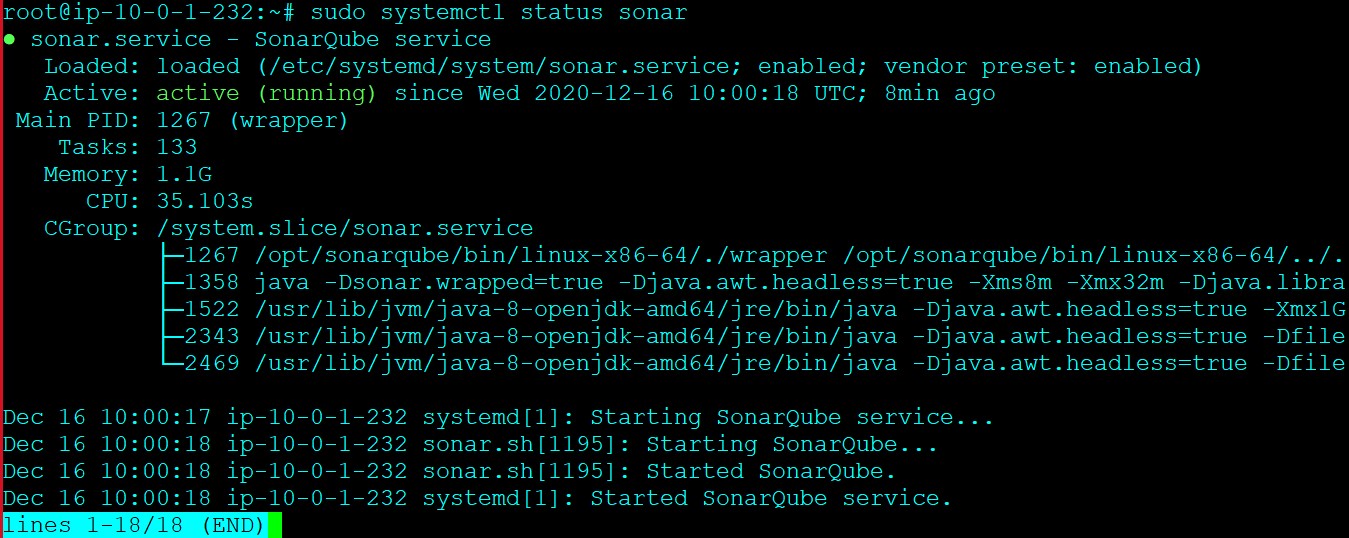 root@ip-10-0-1-232:~# sudo systemctl status sonar
● sonar.service - SonarQube service
   Loaded: loaded (/etc/systemd/system/sonar.service; enabled; vendor preset: enabled)
   Active: active (running) since Wed 2020-12-16 10:00:18 UTC; 8min ago
 Main PID: 1267 (wrapper)
    Tasks: 133
   Memory: 1.1G
      CPU: 35.103s
   CGroup: /system.slice/sonar.service
           ├─1267 /opt/sonarqube/bin/linux-x86-64/./wrapper /opt/sonarqube/bin/linux-x86-64/../.
           ├─1358 java -Dsonar.wrapped=true -Djava.awt.headless=true -Xms8m -Xmx32m -Djava.libra
           ├─1522 /usr/lib/jvm/java-8-openjdk-amd64/jre/bin/java -Djava.awt.headless=true -Xmx1G
           ├─2343 /usr/lib/jvm/java-8-openjdk-amd64/jre/bin/java -Djava.awt.headless=true -Dfile
           └─2469 /usr/lib/jvm/java-8-openjdk-amd64/jre/bin/java -Djava.awt.headless=true -Dfile
Dec 16 10:00:17 ip-10-0-1-232 systemd[1]: Starting SonarQube service...
Dec 16 10:00:18 ip-10-0-1-232 sonar.sh[1195]: Starting SonarQube...
Dec 16 10:00:18 ip-10-0-1-232 sonar.sh[1195]: Started SonarQube.
Dec 16 10:00:18 ip-10-0-1-232 systemd[1]: Started SonarQube service.
lines 1-18/18 (END)